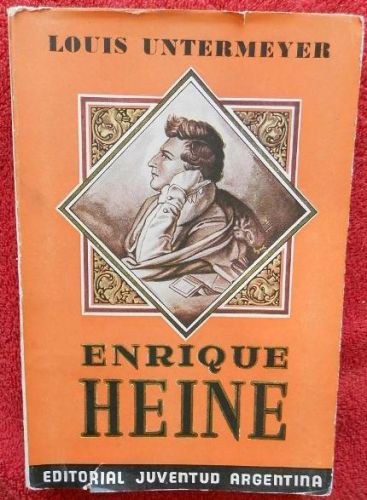 LOUIS UNTERMEYER
ENRIQUE
HEINE
EDITORIAL JUVENTUD ARGENTINA